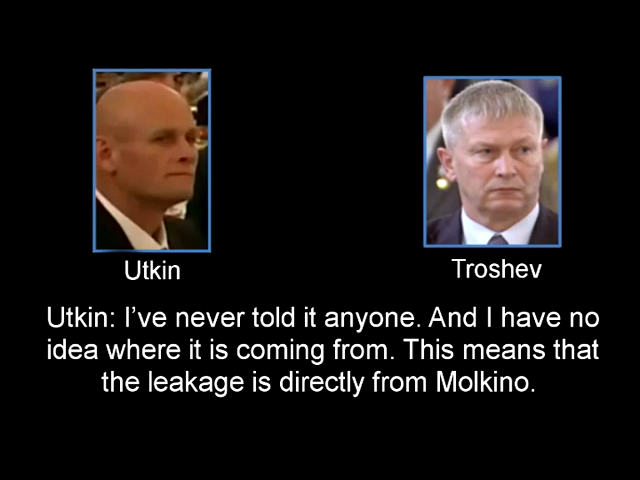 Utkin
Troshev
Utkin: I’ve never told it anyone. And I have no
idea where it is coming from. This means that
the leakage is directly from Molkino.